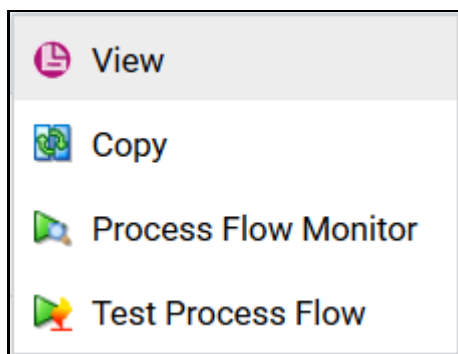 View
Copy
Process Flow Monitor
Test Process Flow